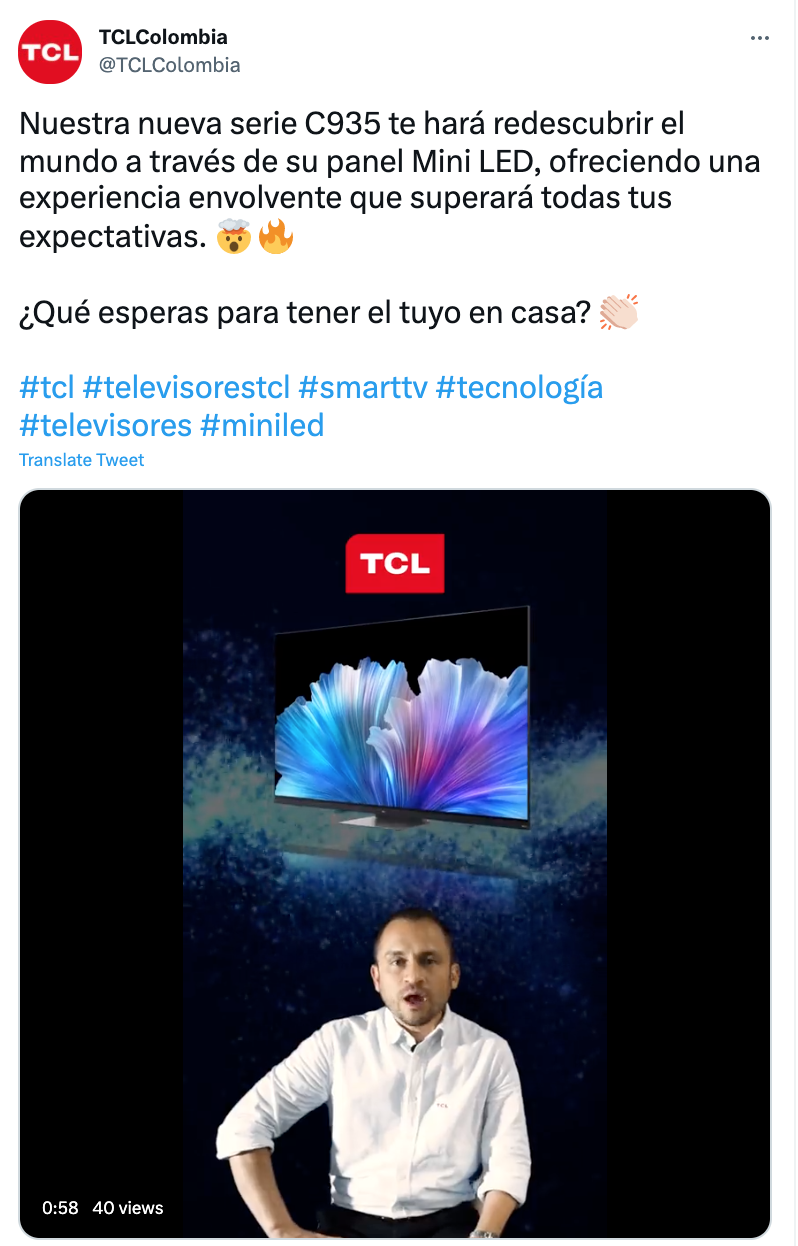 TCL
TCLColombia
@TCLColombia
Nuestra nueva serie C935 te hará redescubrir el
mundo a través de su panel Mini LED, ofreciendo una
experiencia envolvente que superará todas tus
expectativas. 🤯🔥
¿Qué esperas para tener el tuyo en casa? 👏🏻
#tcl #televisorestcl #smarttv #tecnología
#televisores #miniled
Translate Tweet
TCL
TCL
0:58 40 views